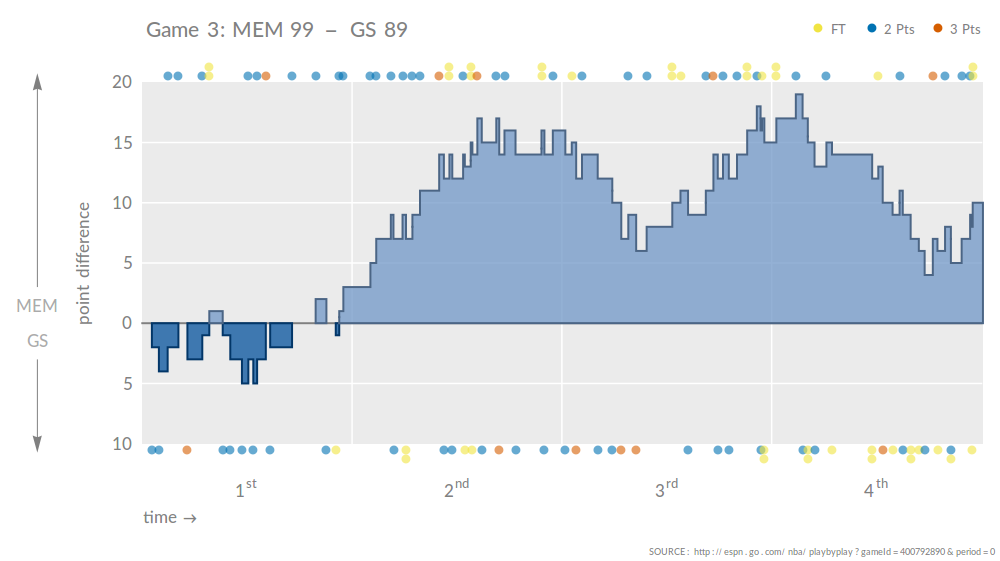 Game 3: MEM 99 – GS 89
FT 2 Pts 3 Pts
20
15
10
5
0
5
10
point difference
MEM
GS
1st 2nd 3rd 4th
time →
SOURCE: http://espn.go.com/nba/playbyplay?gameId=400792890&period=0